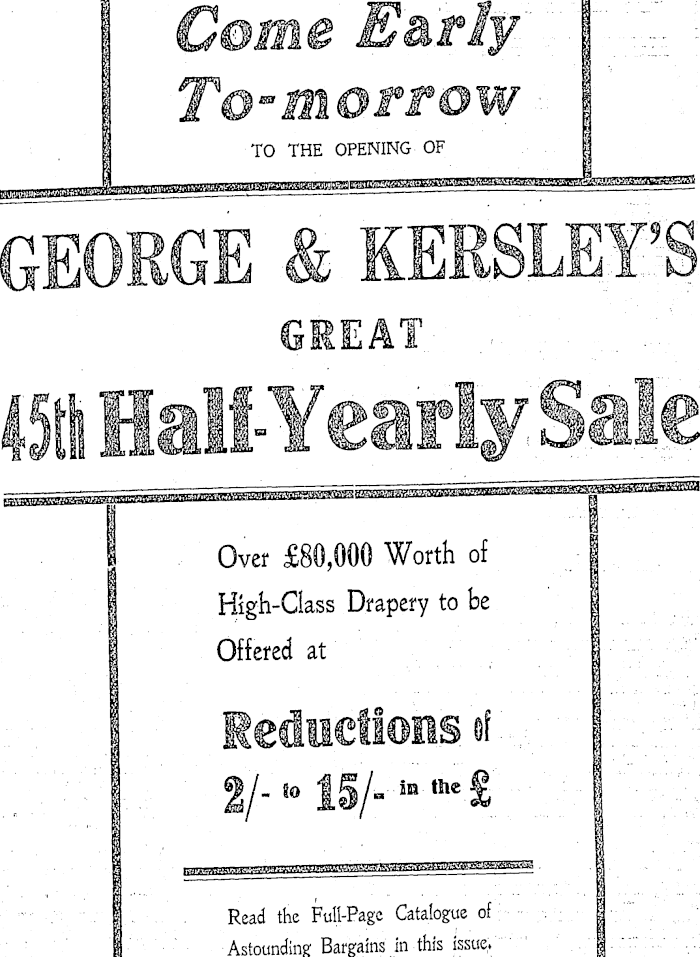 Come Early
To-morrow
TO THE OPENING OF
GEORGE & KERSLEY'S
GREAT
45th Half-Yearly Sale
Over £80,000 Worth of
High-Class Drapery to be
Offered at
Reductions of
2/- to 15/- in the £
Read the Full-Page Catalogue of
Astounding Bargains in this issue.